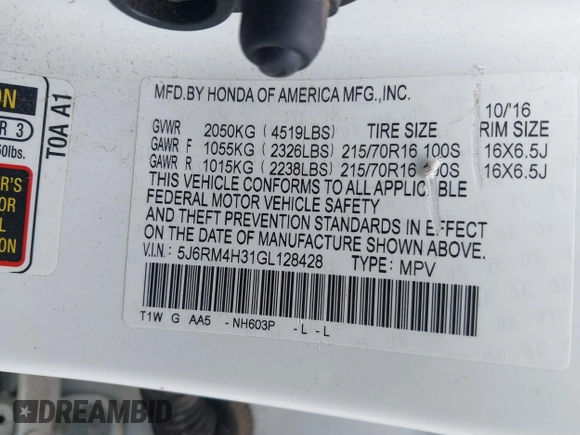 MFD.BY HONDA OF AMERICA MFG.,INC.
10/'16
GVWR 2050KG (4519LBS) TIRE SIZE RIM SIZE
GAWR F 1055KG (2326LBS) 215/70R16 100S 16X6.5J
GAWR R 1015KG (2238LBS) 215/70R16 100S 16X6.5J
THIS VEHICLE CONFORMS TO ALL APPLICABLE
FEDERAL MOTOR VEHICLE SAFETY
AND THEFT PREVENTION STANDARDS IN EFFECT
ON THE DATE OF MANUFACTURE SHOWN ABOVE.
V.I.N.: 5J6RM4H31GL128428 TYPE: MPV
T1W G AA5 -NH603P -L-L
T0A A1
R 3
50lbs.
ER'S
DREAMBID